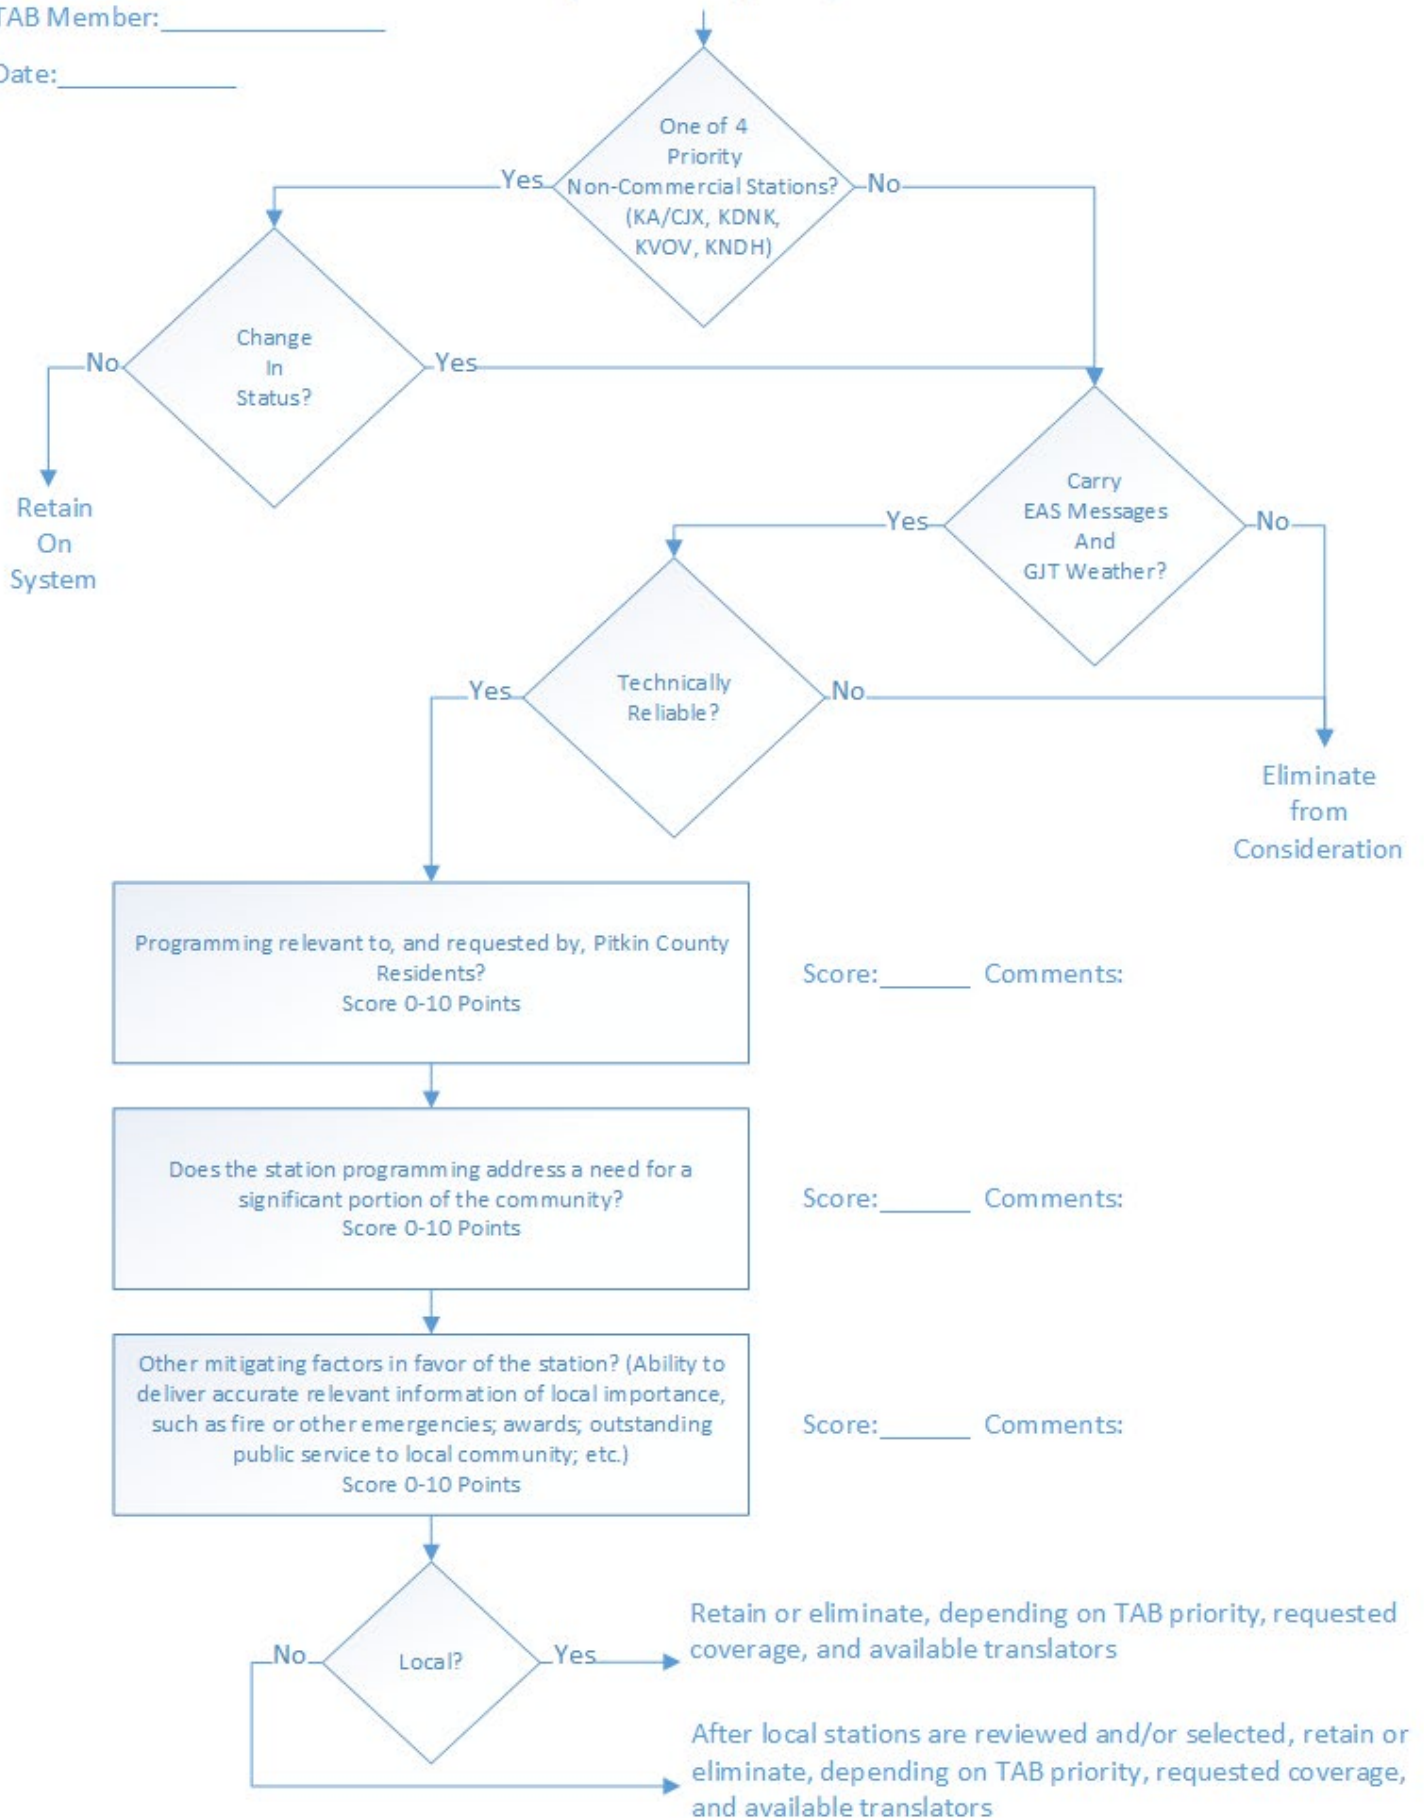 TAB Member:
Date:
One of 4
Priority
Yes
Non-Commercial Stations?
No
(KA/CJX, KDNK,
KVOV, KNDH)
Change
In
Status?
No
Yes
Retain
On
System
Carry
EAS Messages
And
GJT Weather?
Yes
No
Technically
Reliable?
Yes
No
Eliminate
from
Consideration
Programming relevant to, and requested by, Pitkin County
Residents?
Score 0-10 Points
Score:______ Comments:
Does the station programming address a need for a
significant portion of the community?
Score 0-10 Points
Score:______ Comments:
Other mitigating factors in favor of the station? (Ability to
deliver accurate relevant information of local importance,
such as fire or other emergencies; awards; outstanding
public service to local community; etc.)
Score 0-10 Points
Score:______ Comments:
No
Local?
Yes
Retain or eliminate, depending on TAB priority, requested
coverage, and available translators
After local stations are reviewed and/or selected, retain or
eliminate, depending on TAB priority, requested coverage,
and available translators